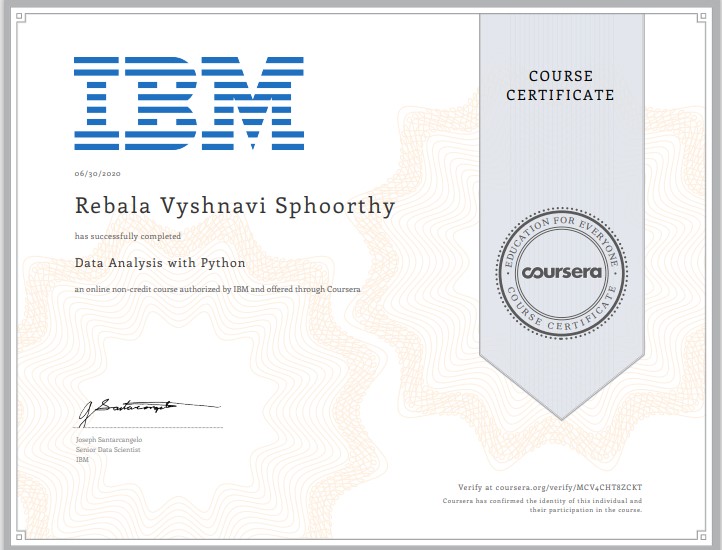 IBM
COURSE
CERTIFICATE
06/30/2020
Rebala Vyshnavi Sphoorthy
has successfully completed
Data Analysis with Python
an online non-credit course authorized by IBM and offered through Coursera
EDUCATION FOR EVERYONE
coursera
COURSE CERTIFICATE
J Santarcangelo
Joseph Santarcangelo
Senior Data Scientist
IBM
Verify at coursera.org/verify/MCV4CHT8ZCKT
Coursera has confirmed the identity of this individual and
their participation in the course.